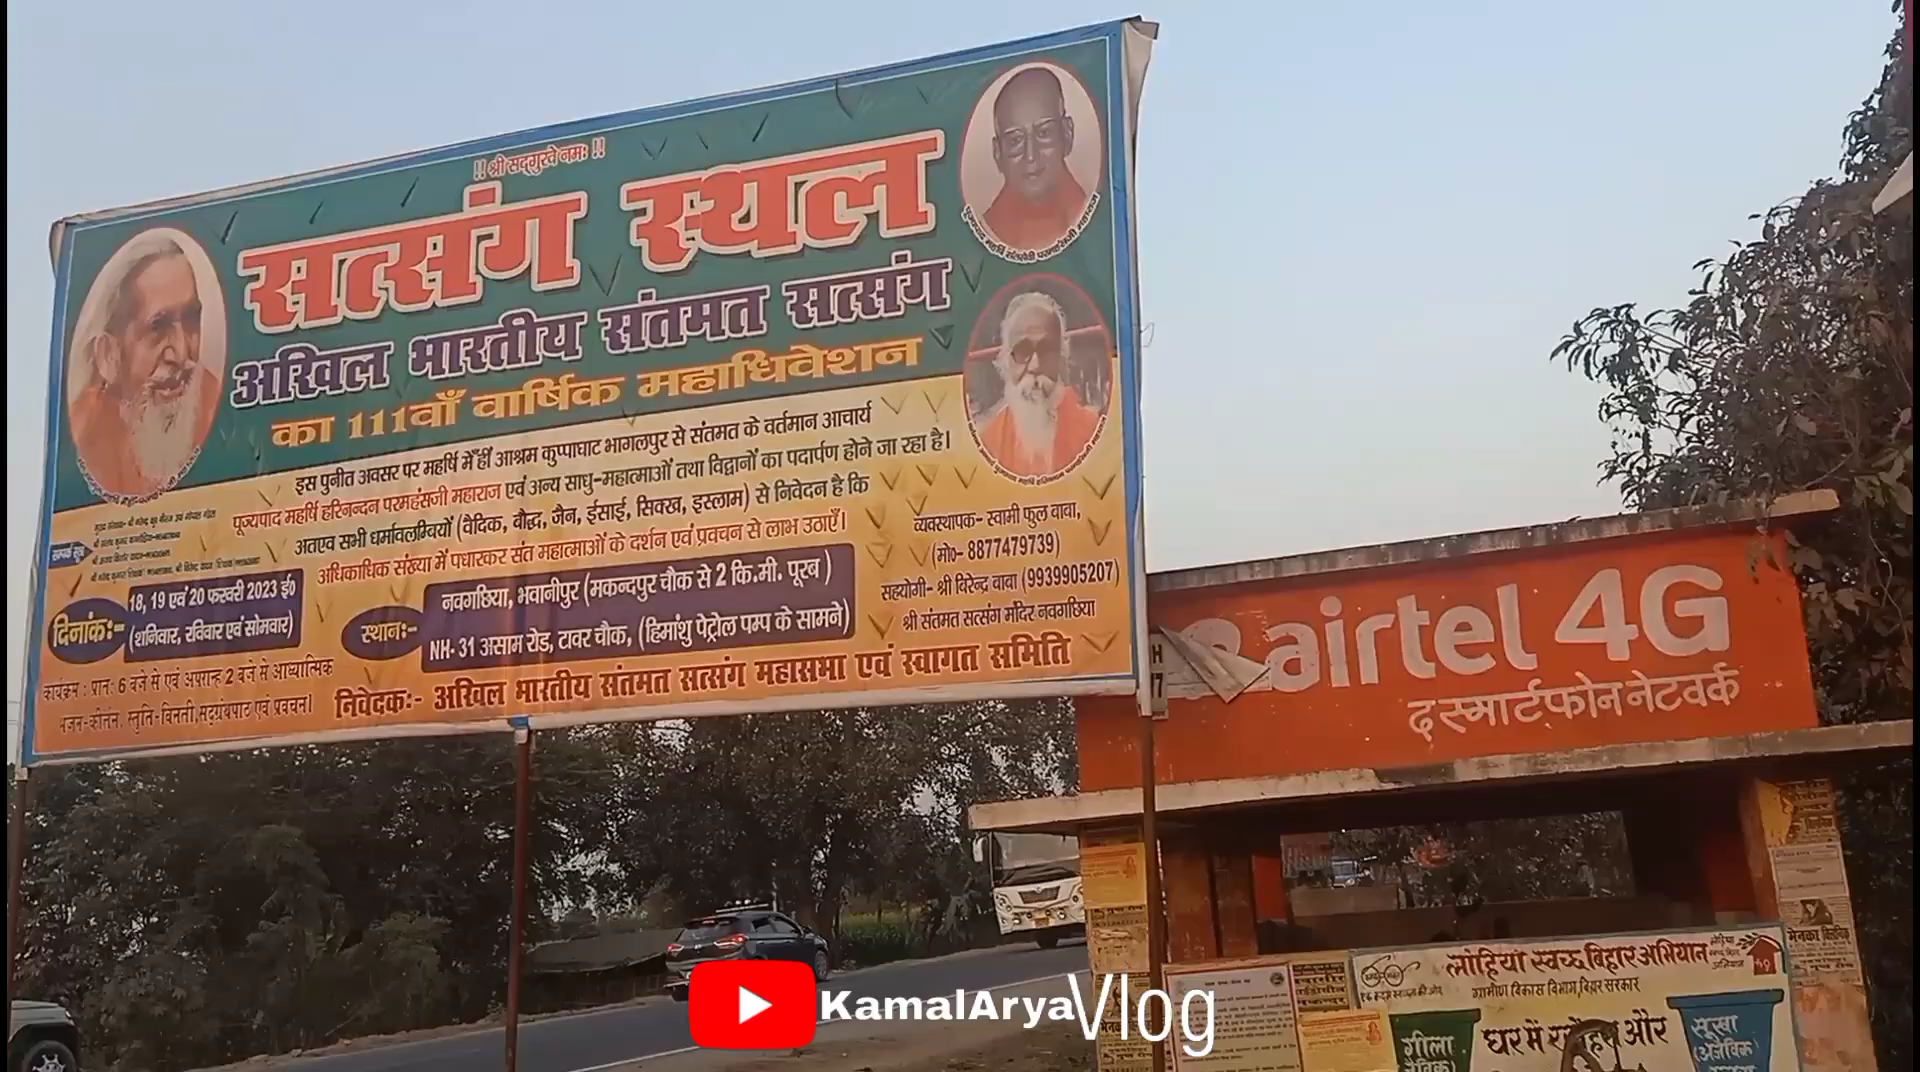 !! श्री सद्गुरवे नमः !!
सत्संग स्थल
अखिल भारतीय संतमत सत्संग
का 111वाँ वार्षिक महाधिवेशन
इस पुनीत अवसर पर महर्षि मेँहीँ आश्रम कुप्पाघाट भागलपुर से संतमत के वर्तमान आचार्य
पूज्यपाद महर्षि हरिनन्दन परमहंसजी महाराज एवं अन्य साधु-महात्माओं तथा विद्वानों का पदार्पण होने जा रहा है।
अतएव सभी धर्मावलम्बियों (वैदिक, बौद्ध, जैन, ईसाई, सिक्ख, इस्लाम) से निवेदन है कि
अधिकाधिक संख्या में पधारकर संत महात्माओं के दर्शन एवं प्रवचन से लाभ उठाएँ।
सम्पर्क सूत्र
व्यवस्थापक- स्वामी फुल बाबा,
(मो०- 8877479739)
सहयोगी- श्री बिरेन्द्र बाबा (9939905207)
श्री संतमत सत्संग मंदिर नवगछिया
दिनांक:-
18, 19 एवं 20 फरवरी 2023 ई०
(शनिवार, रविवार एवं सोमवार)
स्थान:-
नवगछिया, भवानीपुर (मकन्दपुर चौक से 2 कि.मी. पूरब )
NH- 31 असाम रोड, टावर चौक, (हिमांशु पेट्रोल पम्प के सामने)
कार्यक्रम : प्रात: 6 बजे से एवं अपरान्ह 2 बजे से आध्यात्मिक
भजन-कीर्तन, स्तुति-विनती,सद्ग्रंथपाठ एवं प्रवचन।
निवेदक:- अखिल भारतीय संतमत सत्संग महासभा एवं स्वागत समिति
airtel 4G
द स्मार्टफोन नेटवर्क
लोहिया स्वच्छ बिहार अभियान
ग्रामीण विकास विभाग, बिहार सरकार
घर में और
गीला
सूखा
KamalArya Vlog